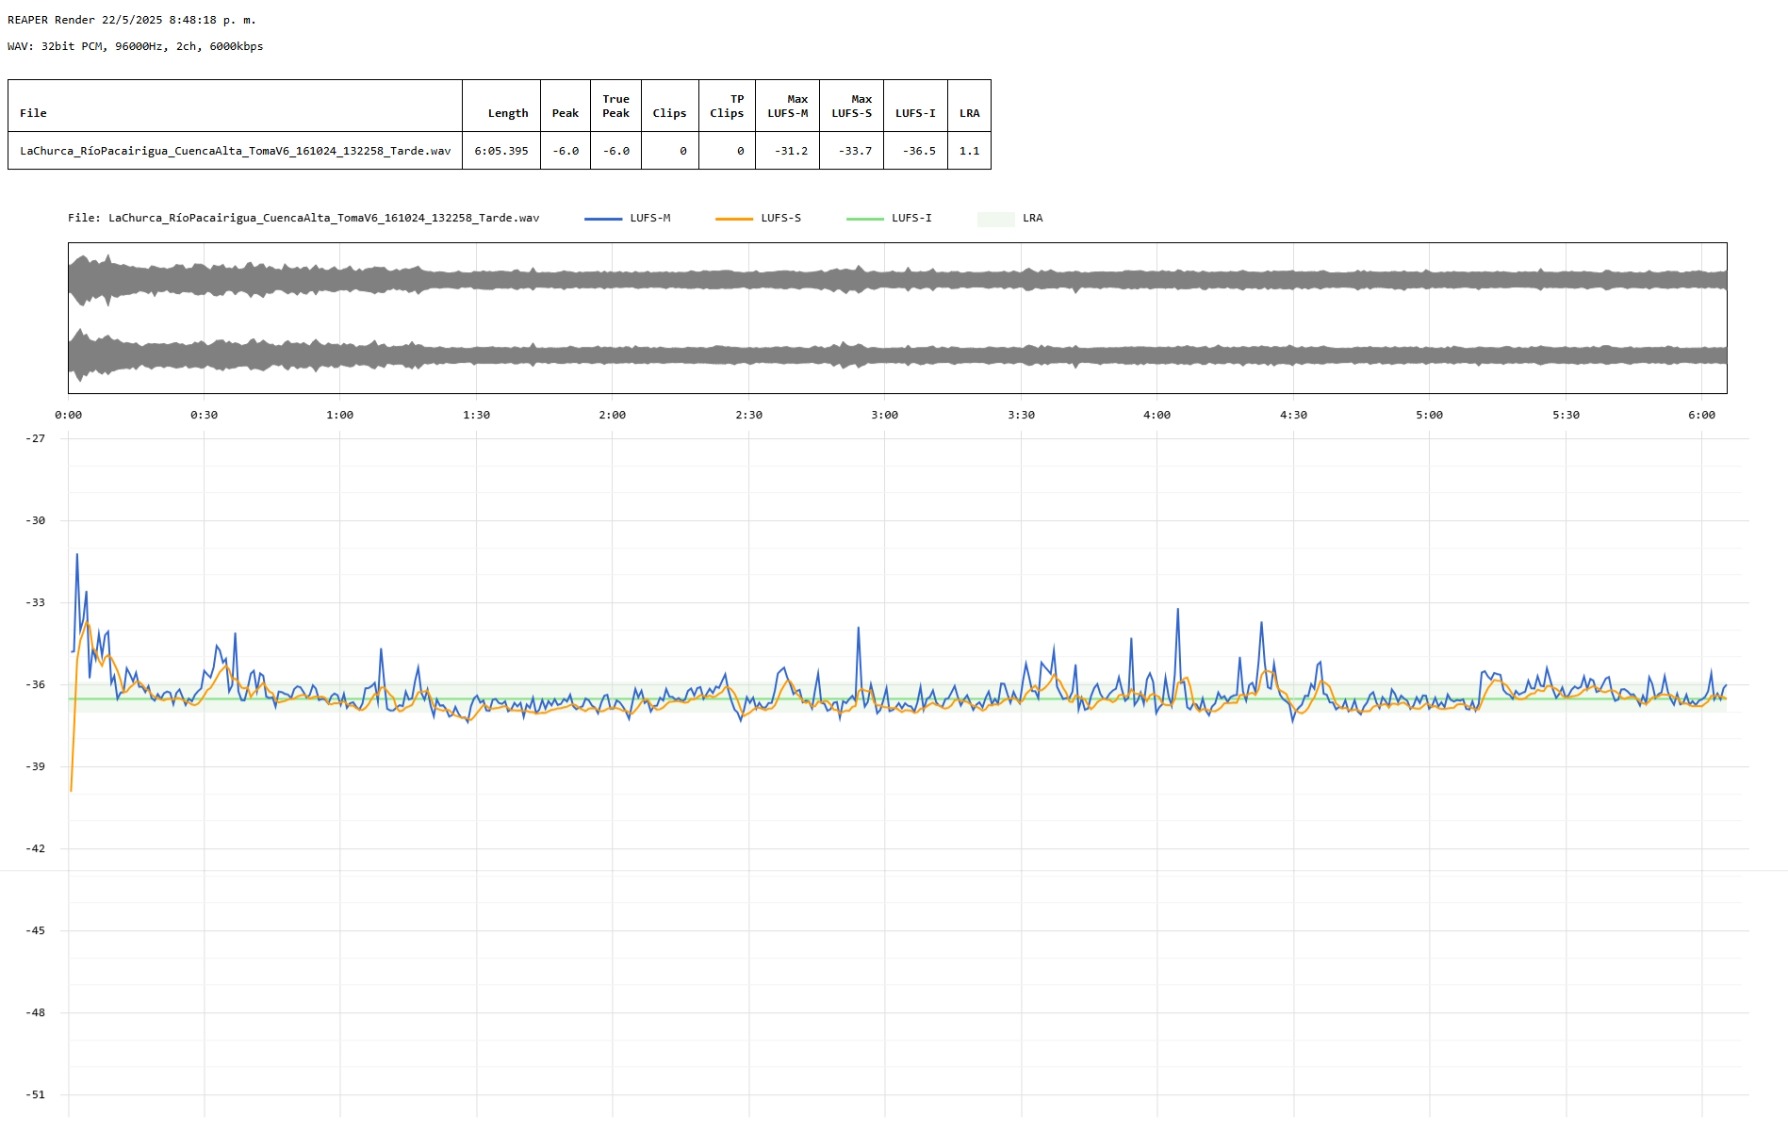 REAPER Render 22/5/2025 8:48:18 p. m.
WAV: 32bit PCM, 96000Hz, 2ch, 6000kbps
File Length Peak True Peak Clips TP Clips Max LUFS-M Max LUFS-S LUFS-I LRA
LaChurca_RíoPacairigua_CuencaAlta_TomaV6_161024_132258_Tarde.wav 6:05.395 -6.0 -6.0 0 0 -31.2 -33.7 -36.5 1.1
File: LaChurca_RíoPacairigua_CuencaAlta_TomaV6_161024_132258_Tarde.wav LUFS-M LUFS-S LUFS-I LRA
0:00 0:30 1:00 1:30 2:00 2:30 3:00 3:30 4:00 4:30 5:00 5:30 6:00
-27
-30
-33
-36
-39
-42
-45
-48
-51